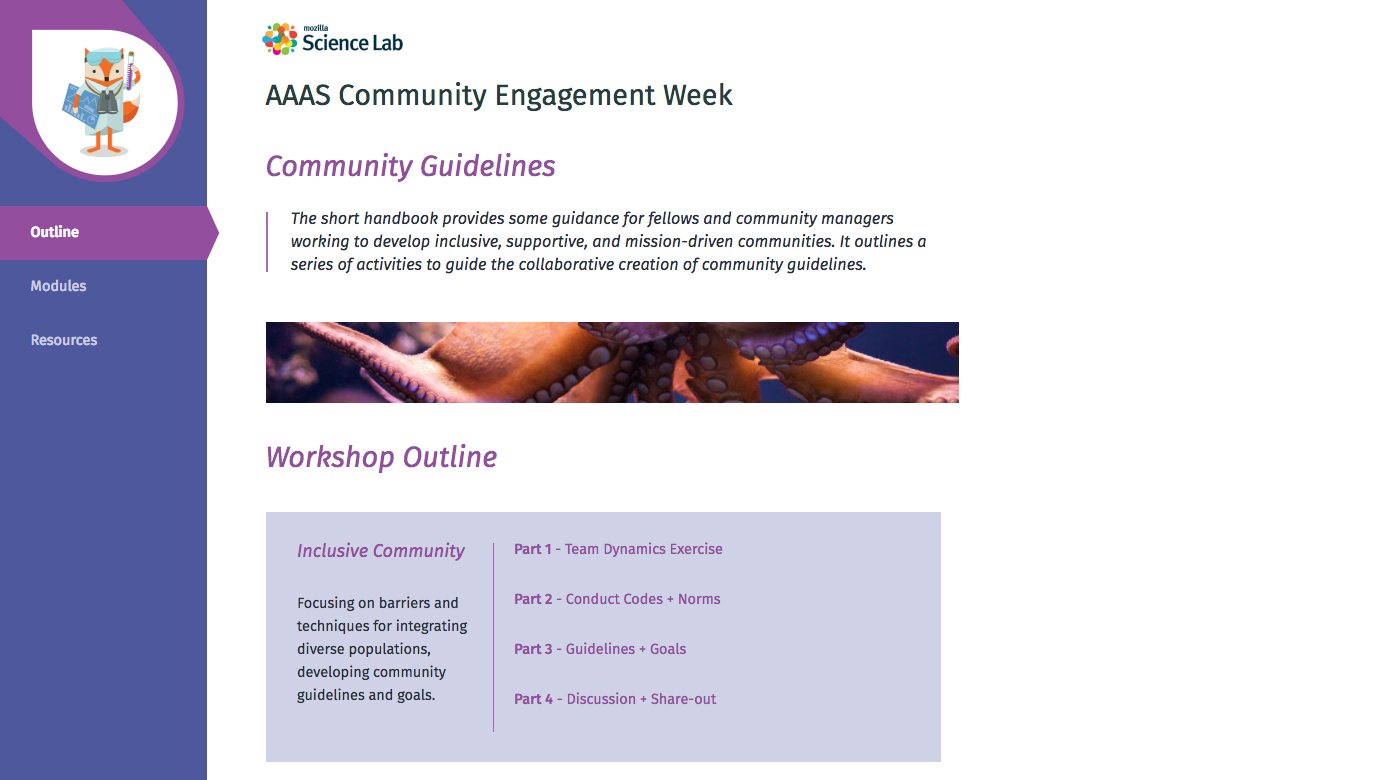 mozilla
Science Lab
AAAS Community Engagement Week
Outline
Modules
Resources
Community Guidelines
The short handbook provides some guidance for fellows and community managers
working to develop inclusive, supportive, and mission-driven communities. It outlines a
series of activities to guide the collaborative creation of community guidelines.
Workshop Outline
Inclusive Community
Focusing on barriers and
techniques for integrating
diverse populations,
developing community
guidelines and goals.
Part 1 - Team Dynamics Exercise
Part 2 - Conduct Codes + Norms
Part 3 - Guidelines + Goals
Part 4 - Discussion + Share-out